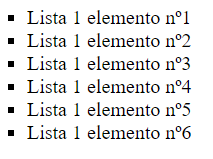 ▪ Lista 1 elemento nº1
▪ Lista 1 elemento nº2
▪ Lista 1 elemento nº3
▪ Lista 1 elemento nº4
▪ Lista 1 elemento nº5
▪ Lista 1 elemento nº6